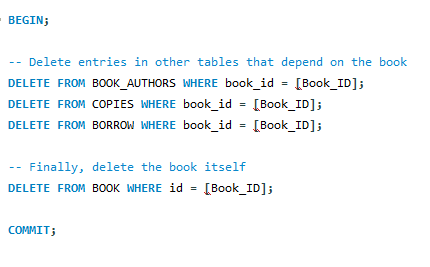 BEGIN;
-- Delete entries in other tables that depend on the book
DELETE FROM BOOK_AUTHORS WHERE book_id = [Book_ID];
DELETE FROM COPIES WHERE book_id = [Book_ID];
DELETE FROM BORROW WHERE book_id = [Book_ID];
-- Finally, delete the book itself
DELETE FROM BOOK WHERE id = [Book_ID];
COMMIT;